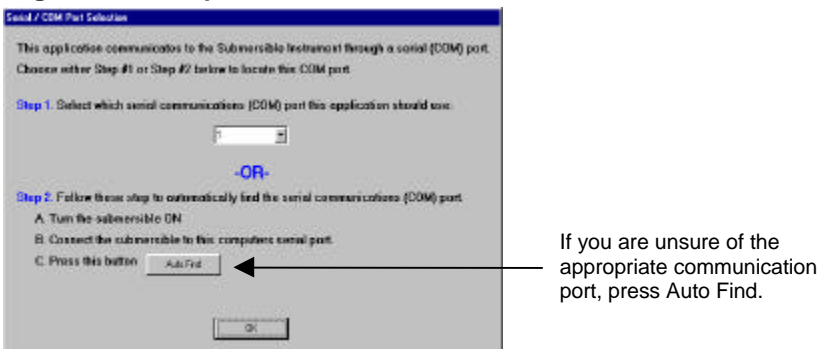 Serial / COM Port Selection
This application communicates to the Submersible Instrument through a serial (COM) port.
Choose either Step #1 or Step #2 below to locate this COM port
Step 1. Select which serial communications (COM) port this application should use:
1
-OR-
Step 2. Follow these step to automatically find the serial communications (COM) port.
A. Turn the submersible ON
B. Connect the submersible to this computers serial port.
C. Press this button
Auto Find
If you are unsure of the
appropriate communication
port, press Auto Find.
OK